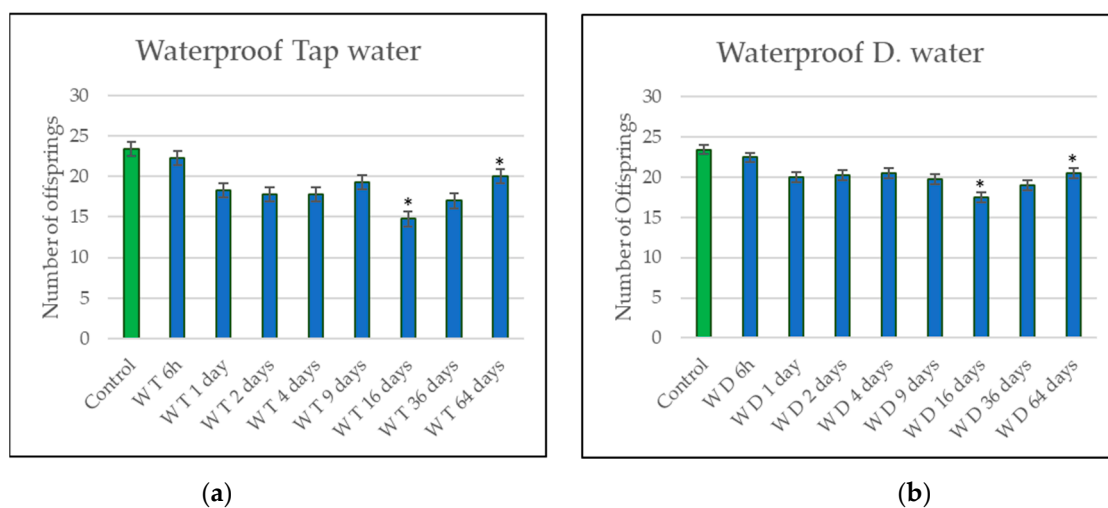 Waterproof Tap water
Number of offsprings
30
25
20
15
10
5
0
*
*
Control
WT 6h
WT 1 day
WT 2 days
WT 4 days
WT 9 days
WT 16 days
WT 36 days
WT 64 days
(a)
Waterproof D. water
Number of Offsprings
30
25
20
15
10
5
0
*
*
Control
WD 6h
WD 1 day
WD 2 days
WD 4 days
WD 9 days
WD 16 days
WD 36 days
WD 64 days
(b)